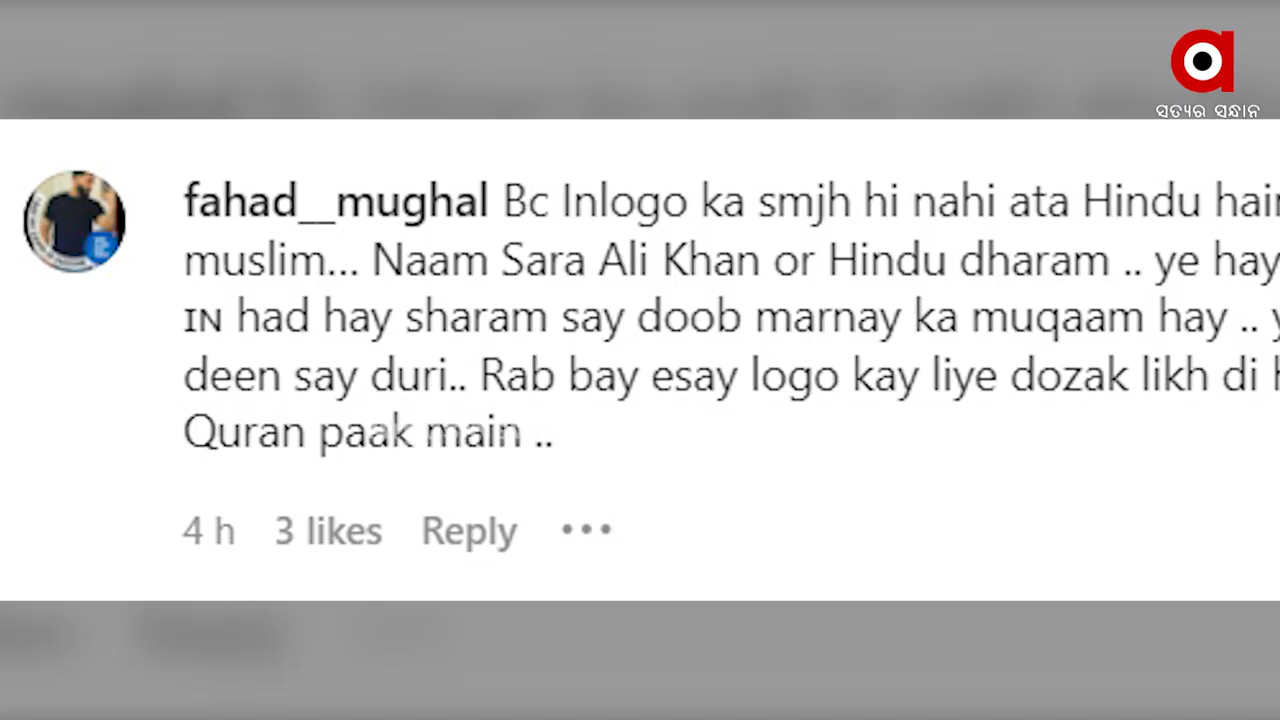 ସତ୍ୟର ସନ୍ଧାନ
fahad__mughal Bc Inlogo ka smjh hi nahi ata Hindu hain
muslim... Naam Sara Ali Khan or Hindu dharam .. ye hay
IN had hay sharam say doob marnay ka muqaam hay ..
deen say duri.. Rab bay esay logo kay liye dozak likh di
Quran paak main ..
4 h 3 likes Reply •••